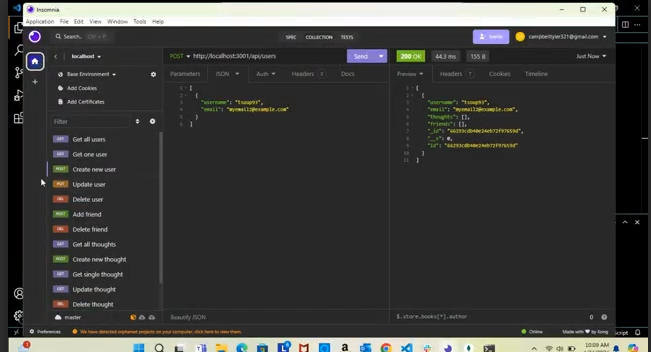 Insomnia
Application File Edit View Window Tools Help
Search.. Ctrl + P
SPEC COLLECTION TESTS
Invite
campbelltyler321@gmail.com
localhost
POST http://localhost:3001/api/users
Send
200 OK
44.3 ms
155 B
Just Now
Base Environment
Add Cookies
Add Certificates
Parameters JSON Auth Headers 3 Docs
Preview Headers 7 Cookies Timeline
Filter
GET Get all users
GET Get one user
POST Create new user
PUT Update user
DEL Delete user
POST Add friend
DEL Delete friend
GET Get all thoughts
POST Create new thought
GET Get single thought
PUT Update thought
DEL Delete thought
master
1 [
2 {
3 "username": "tsoup93",
4 "email": "myemail2@example.com"
5 }
6 ]
Beautify JSON
1 [
2 {
3 "username": "tsoup93",
4 "email": "myemail2@example.com",
5 "thoughts": [],
6 "friends": [],
10 }
11 ]
$.store.books[*].author
0
Preferences
We have detected orphaned projects on your computer, click here to view them.
Online
Made with by Kong
10:09 AM